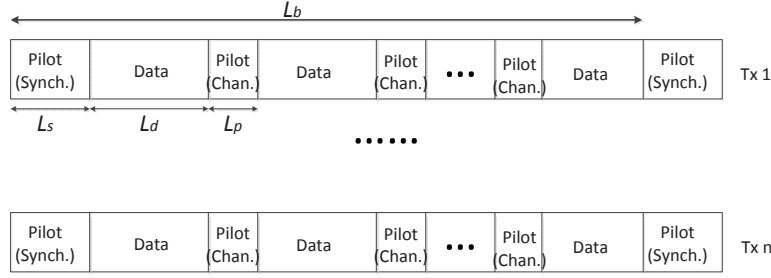 Lb
Pilot (Synch.) Data Pilot (Chan.) Data Pilot (Chan.) ... Pilot (Chan.) Data Pilot (Synch.) Tx 1
Ls Ld Lp
......
Pilot (Synch.) Data Pilot (Chan.) Data Pilot (Chan.) ... Pilot (Chan.) Data Pilot (Synch.) Tx n